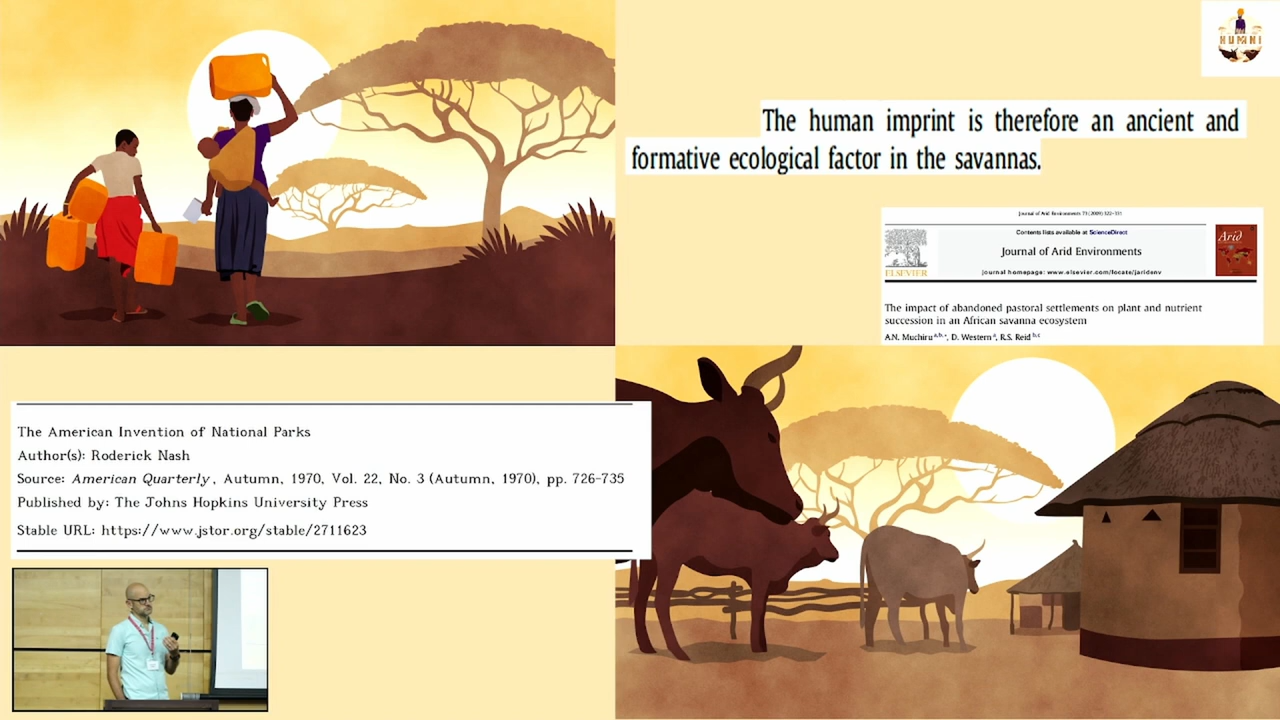 HUMANI
The human imprint is therefore an ancient and
formative ecological factor in the savannas.
Journal of Arid Environments 73 (2009) 322–331
Contents lists available at ScienceDirect
Arid
Journal of Arid Environments
ELSEVIER
journal homepage: www.elsevier.com/locate/jaridenv
The impact of abandoned pastoral settlements on plant and nutrient
succession in an African savanna ecosystem
A.N. Muchiru a,b,*, D. Western a, R.S. Reid b,c
The American Invention of National Parks
Author(s): Roderick Nash
Source: American Quarterly, Autumn, 1970, Vol. 22, No. 3 (Autumn, 1970), pp. 726-735
Published by: The Johns Hopkins University Press
Stable URL: https://www.jstor.org/stable/2711623